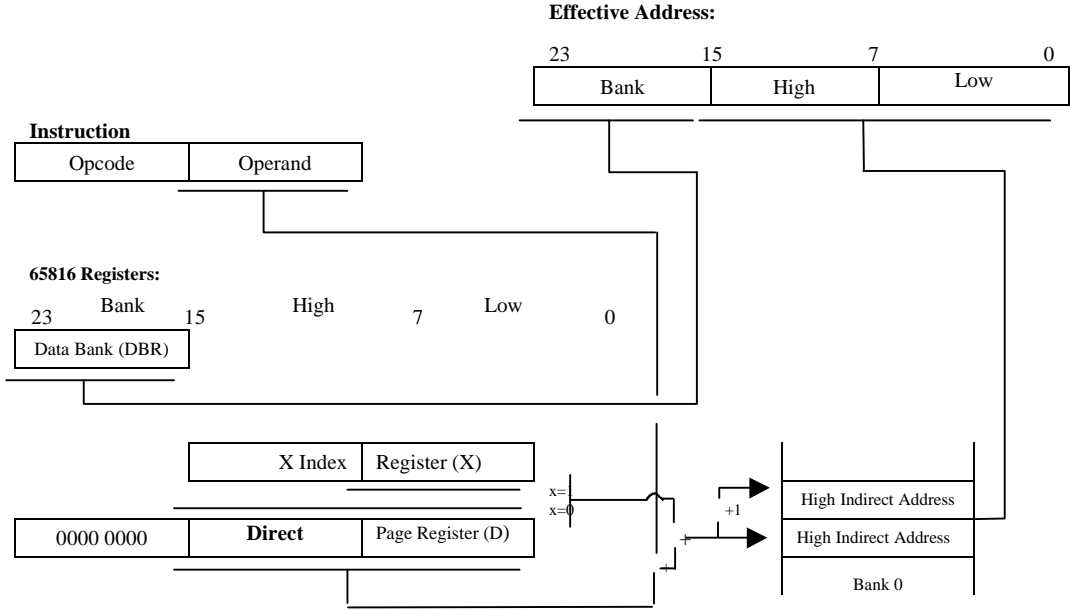 Effective Address:
23 15 7 0
Bank High Low
Instruction
Opcode Operand
65816 Registers:
Bank High Low
23 15 7 0
Data Bank (DBR)
X Index Register (X)
x=1
x=0
+1
High Indirect Address
0000 0000 Direct Page Register (D)
+
High Indirect Address
+
Bank 0